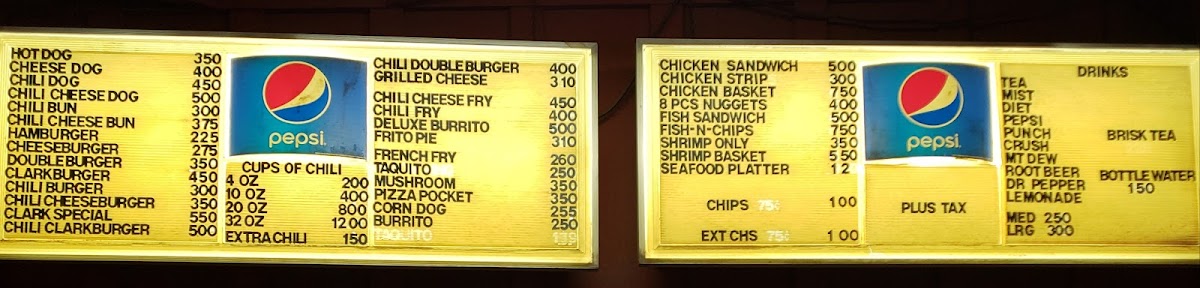 HOT DOG 350
CHEESE DOG 400
CHILI DOG 450
CHILI CHEESE DOG 500
CHILI BUN 300
CHILI CHEESE BUN 375
HAMBURGER 225
CHEESEBURGER 275
DOUBLE BURGER 350
CLARKBURGER 450
CHILI BURGER 300
CHILI CHEESEBURGER 350
CLARK SPECIAL 550
CHILI CLARKBURGER 500
pepsi
CUPS OF CHILI
4 OZ 200
10 OZ 400
20 OZ 800
32 OZ 1200
EXTRA CHILI 150
CHILI DOUBLE BURGER 400
GRILLED CHEESE 310
CHILI CHEESE FRY 450
CHILI FRY 400
DELUXE BURRITO 500
FRITO PIE 310
FRENCH FRY 260
TAQUITO 250
MUSHROOM 350
PIZZA POCKET 350
CORN DOG 255
BURRITO 250
TAQUITO 139
CHICKEN SANDWICH 500
CHICKEN STRIP 300
CHICKEN BASKET 750
8 PCS NUGGETS 400
FISH SANDWICH 500
FISH-N-CHIPS 750
SHRIMP ONLY 350
SHRIMP BASKET 550
SEAFOOD PLATTER 12
CHIPS 75¢ 100
EXT CHS 75¢ 100
pepsi
PLUS TAX
DRINKS
TEA
MIST
DIET
PEPSI
PUNCH
CRUSH
MT DEW
ROOT BEER
DR PEPPER
LEMONADE
MED 250
LRG 300
BRISK TEA
BOTTLE WATER
150